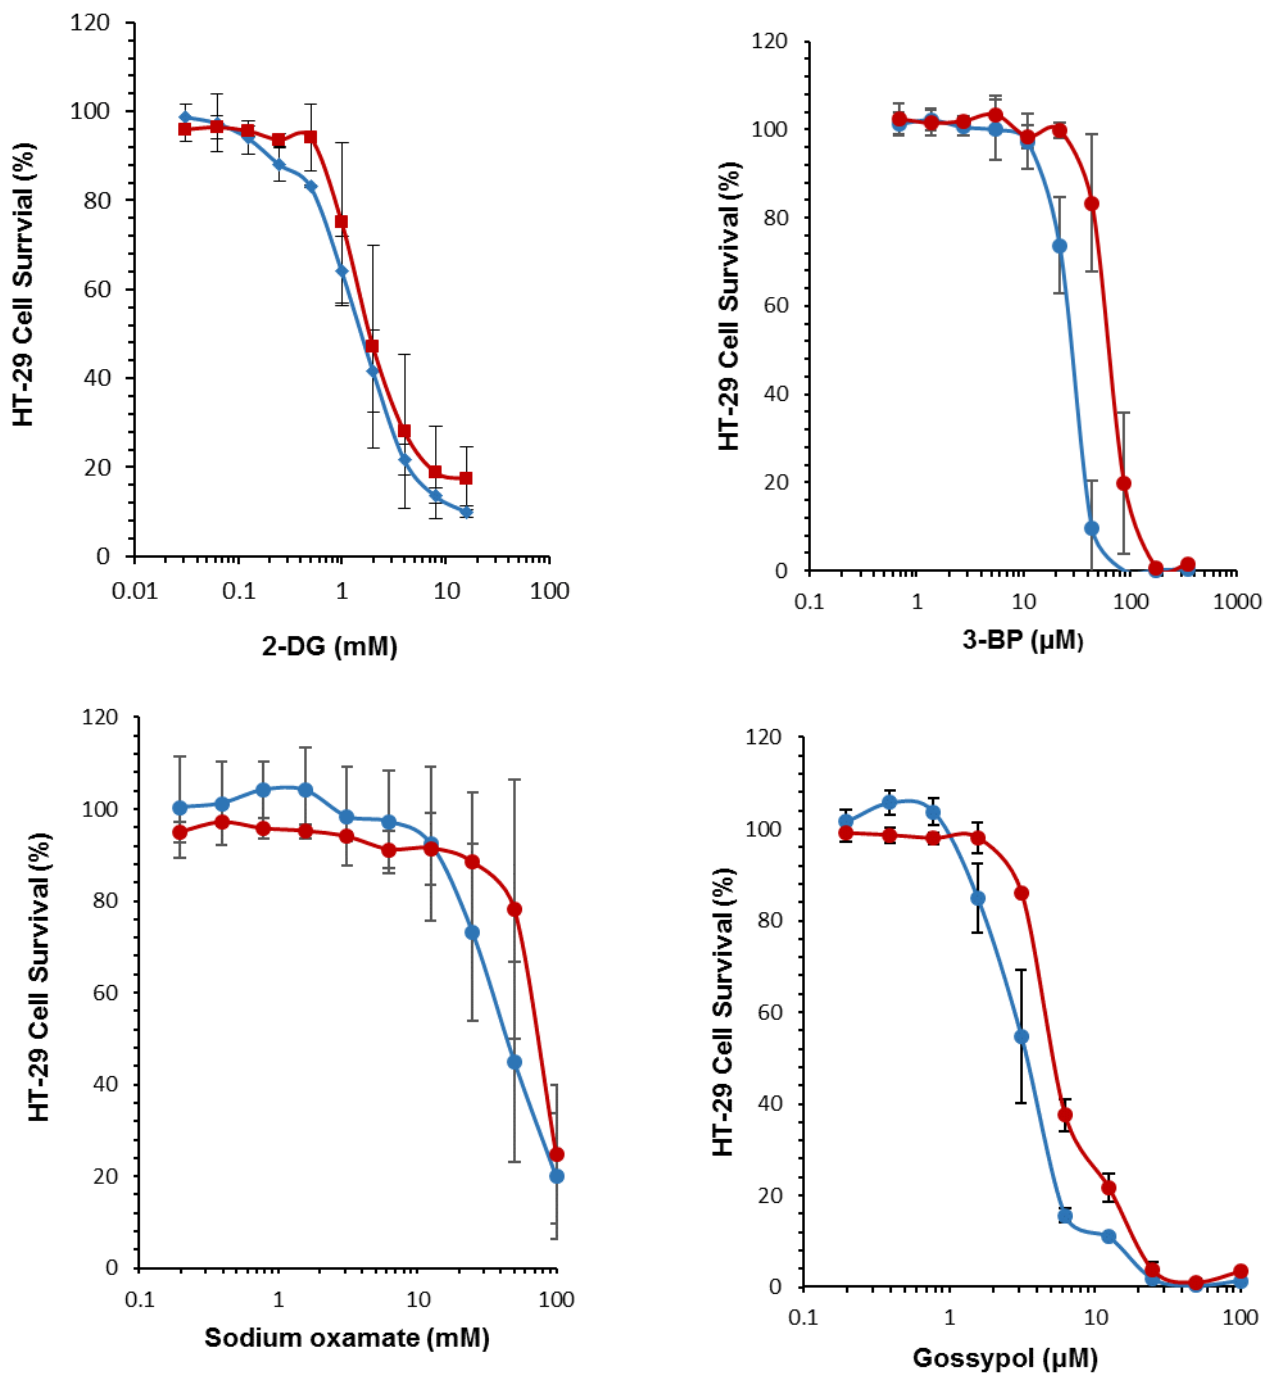 120
100
80
60
40
20
0
0.01 0.1 1 10 100
HT-29 Cell Surrvial (%)
2-DG (mM)
120
100
80
60
40
20
0
0.1 1 10 100 1000
HT-29 Cell Survival (%)
3-BP (µM)
120
100
80
60
40
20
0
0.1 1 10 100
HT-29 Cell Survival (%)
Sodium oxamate (mM)
120
100
80
60
40
20
0
0.1 1 10 100
HT-29 Cell Survival (%)
Gossypol (µM)